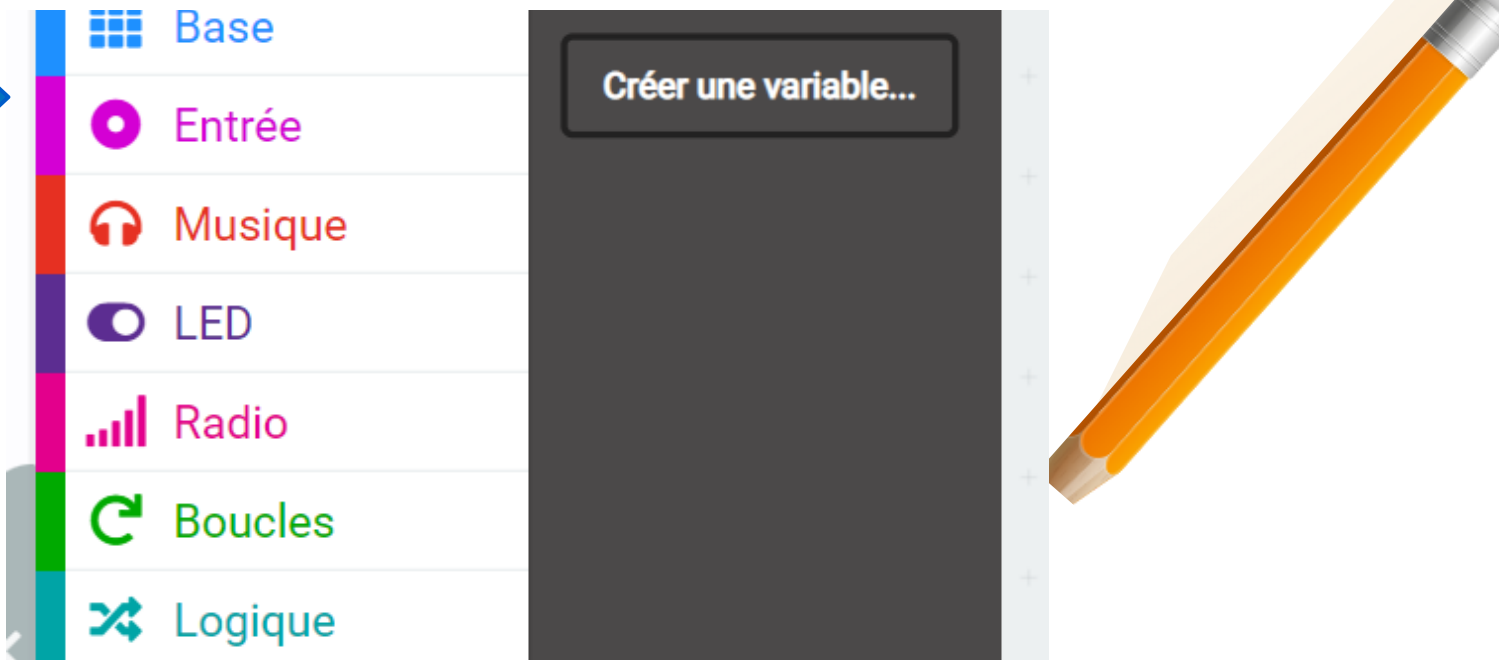 Base
Entrée
Musique
LED
Radio
Boucles
Logique
Créer une variable...